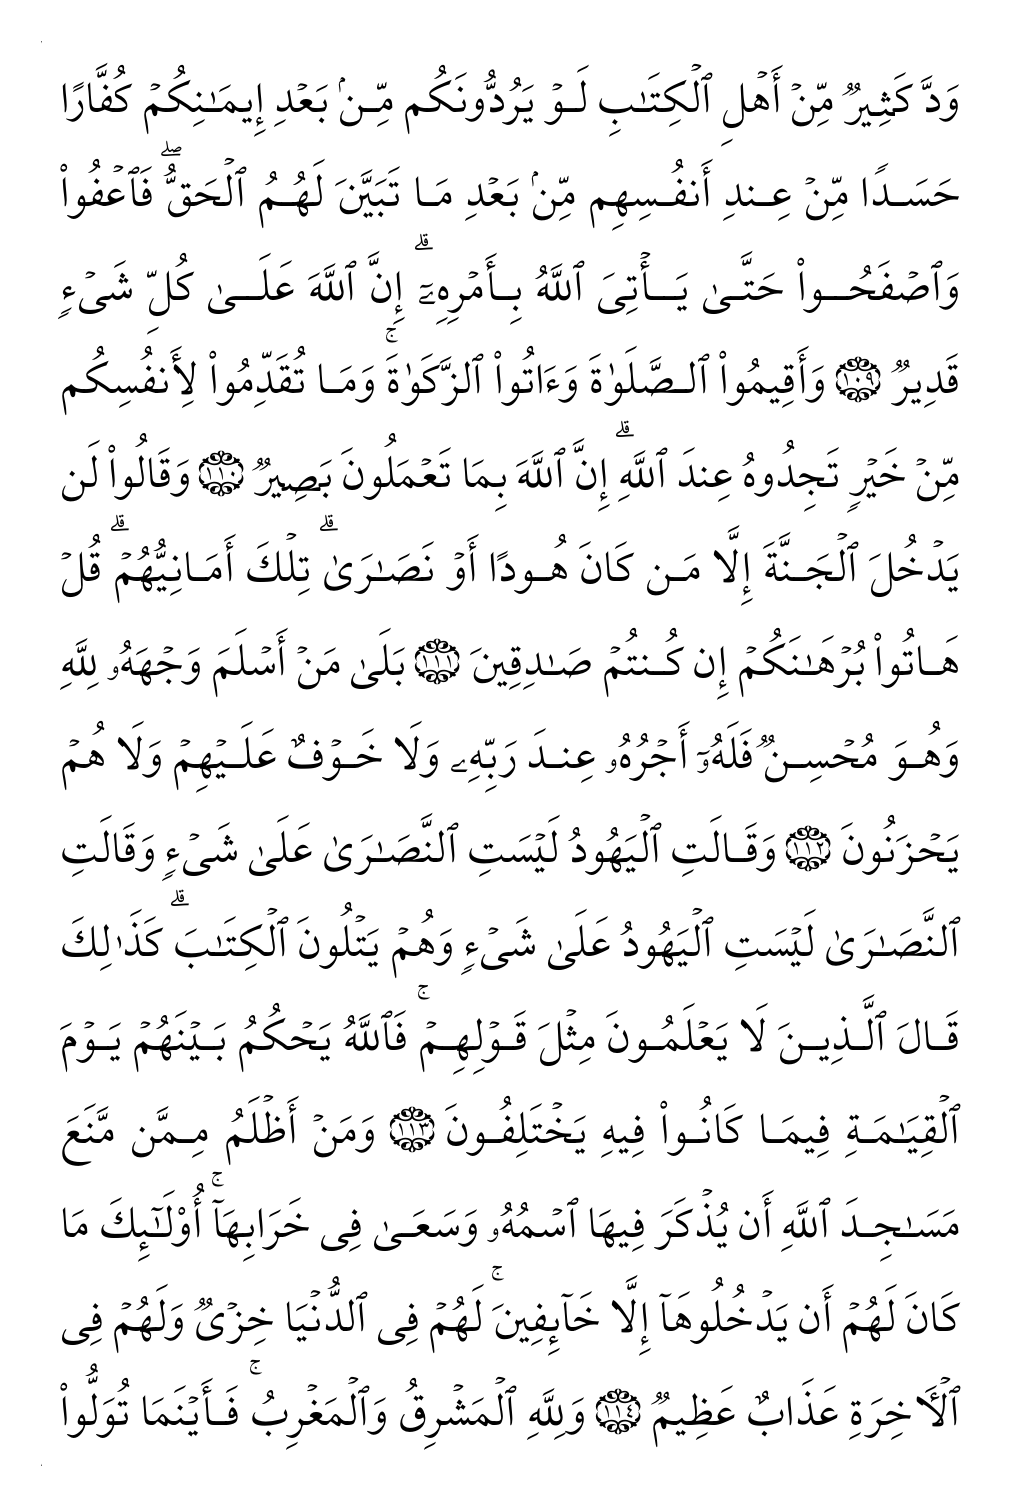 وَدَّ كَثِيرٌ مِّنْ أَهْلِ ٱلْكِتَٰبِ لَوْ يَرُدُّونَكُم مِّنۢ بَعْدِ إِيمَٰنِكُمْ كُفَّارًا
حَسَدًا مِّنْ عِندِ أَنفُسِهِم مِّنۢ بَعْدِ مَا تَبَيَّنَ لَهُمُ ٱلْحَقُّ ۖ فَٱعْفُوا۟
وَٱصْفَحُوا۟ حَتَّىٰ يَأْتِىَ ٱللَّهُ بِأَمْرِهِۦٓ ۗ إِنَّ ٱللَّهَ عَلَىٰ كُلِّ شَىْءٍ
قَدِيرٌ ١٠٩ وَأَقِيمُوا۟ ٱلصَّلَوٰةَ وَءَاتُوا۟ ٱلزَّكَوٰةَ ۚ وَمَا تُقَدِّمُوا۟ لِأَنفُسِكُم
مِّنْ خَيْرٍ تَجِدُوهُ عِندَ ٱللَّهِ ۗ إِنَّ ٱللَّهَ بِمَا تَعْمَلُونَ بَصِيرٌ ١١٠ وَقَالُوا۟ لَن
يَدْخُلَ ٱلْجَنَّةَ إِلَّا مَن كَانَ هُودًا أَوْ نَصَٰرَىٰ ۗ تِلْكَ أَمَانِيُّهُمْ ۗ قُلْ
هَاتُوا۟ بُرْهَٰنَكُمْ إِن كُنتُمْ صَٰدِقِينَ ١١١ بَلَىٰ مَنْ أَسْلَمَ وَجْهَهُۥ لِلَّهِ
وَهُوَ مُحْسِنٌ فَلَهُۥٓ أَجْرُهُۥ عِندَ رَبِّهِۦ وَلَا خَوْفٌ عَلَيْهِمْ وَلَا هُمْ
يَحْزَنُونَ ١١٢ وَقَالَتِ ٱلْيَهُودُ لَيْسَتِ ٱلنَّصَٰرَىٰ عَلَىٰ شَىْءٍ وَقَالَتِ
ٱلنَّصَٰرَىٰ لَيْسَتِ ٱلْيَهُودُ عَلَىٰ شَىْءٍ وَهُمْ يَتْلُونَ ٱلْكِتَٰبَ ۗ كَذَٰلِكَ
قَالَ ٱلَّذِينَ لَا يَعْلَمُونَ مِثْلَ قَوْلِهِمْ ۚ فَٱللَّهُ يَحْكُمُ بَيْنَهُمْ يَوْمَ
ٱلْقِيَٰمَةِ فِيمَا كَانُوا۟ فِيهِ يَخْتَلِفُونَ ١١٣ وَمَنْ أَظْلَمُ مِمَّن مَّنَعَ
مَسَٰجِدَ ٱللَّهِ أَن يُذْكَرَ فِيهَا ٱسْمُهُۥ وَسَعَىٰ فِى خَرَابِهَآ ۚ أُو۟لَٰٓئِكَ مَا
كَانَ لَهُمْ أَن يَدْخُلُوهَآ إِلَّا خَآئِفِينَ ۚ لَهُمْ فِى ٱلدُّنْيَا خِزْىٌ وَلَهُمْ فِى
ٱلْـَٔاخِرَةِ عَذَابٌ عَظِيمٌ ١١٤ وَلِلَّهِ ٱلْمَشْرِقُ وَٱلْمَغْرِبُ ۚ فَأَيْنَمَا تُوَلُّوا۟